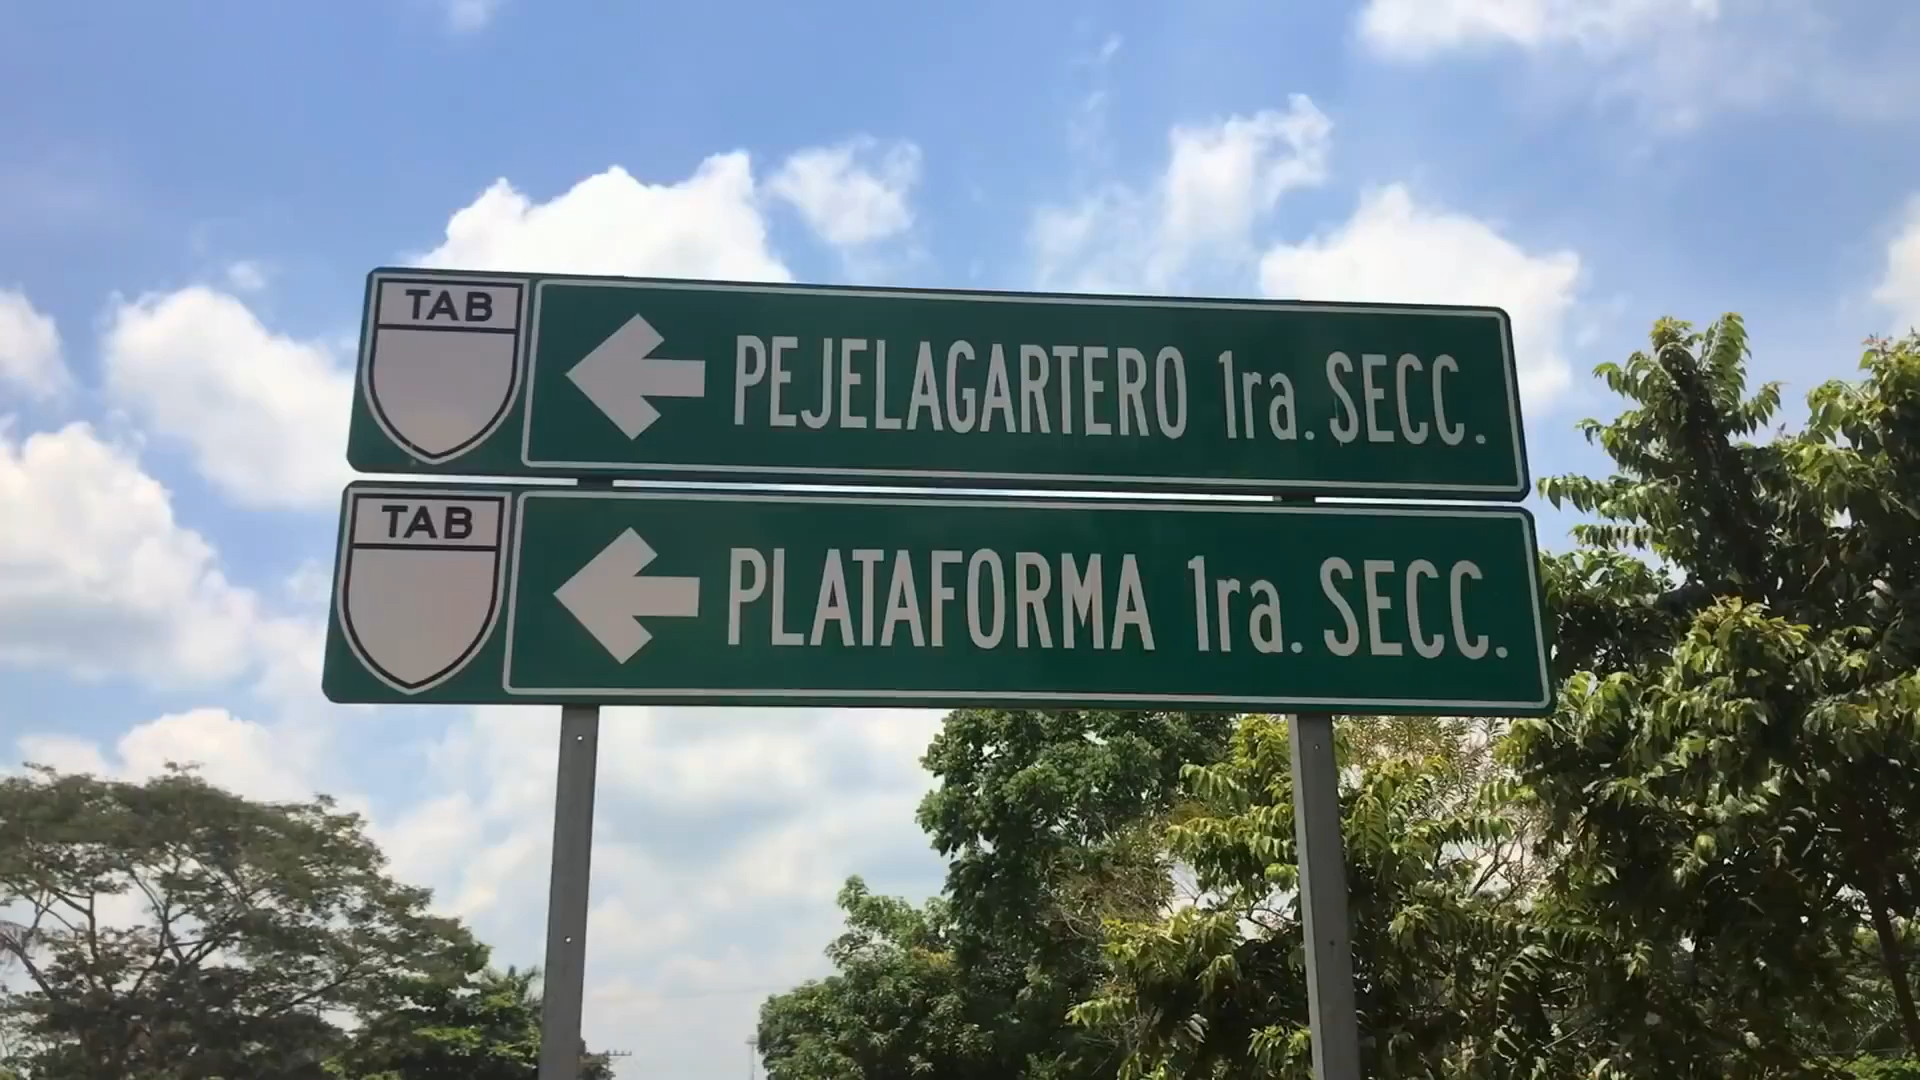 TAB
PEJELAGARTERO 1ra. SECC.
TAB
PLATAFORMA 1ra. SECC.